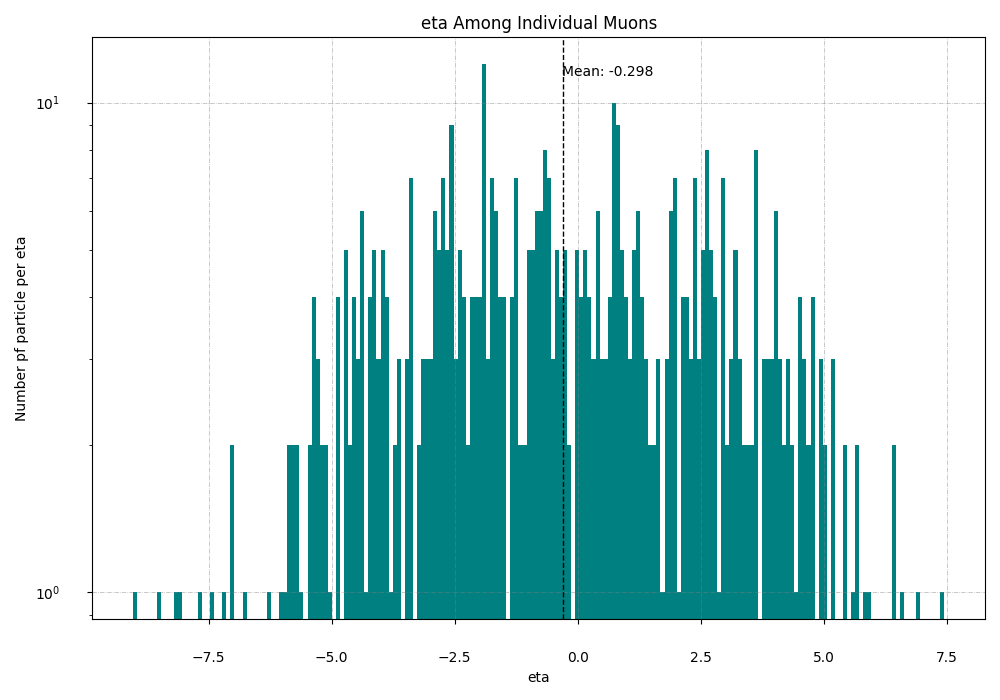 eta Among Individual Muons
Mean: -0.298
Number pf particle per eta
10¹
10⁰
−7.5 −5.0 −2.5 0.0 2.5 5.0 7.5
eta